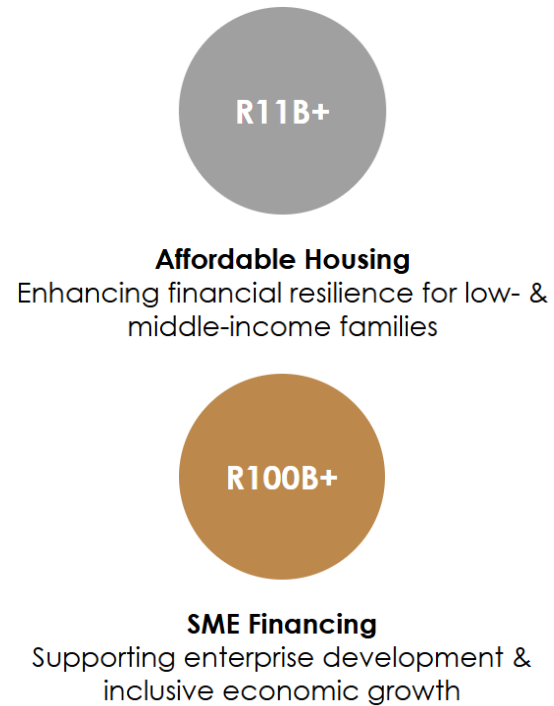 R11B+
Affordable Housing
Enhancing financial resilience for low- &
middle-income families
R100B+
SME Financing
Supporting enterprise development &
inclusive economic growth